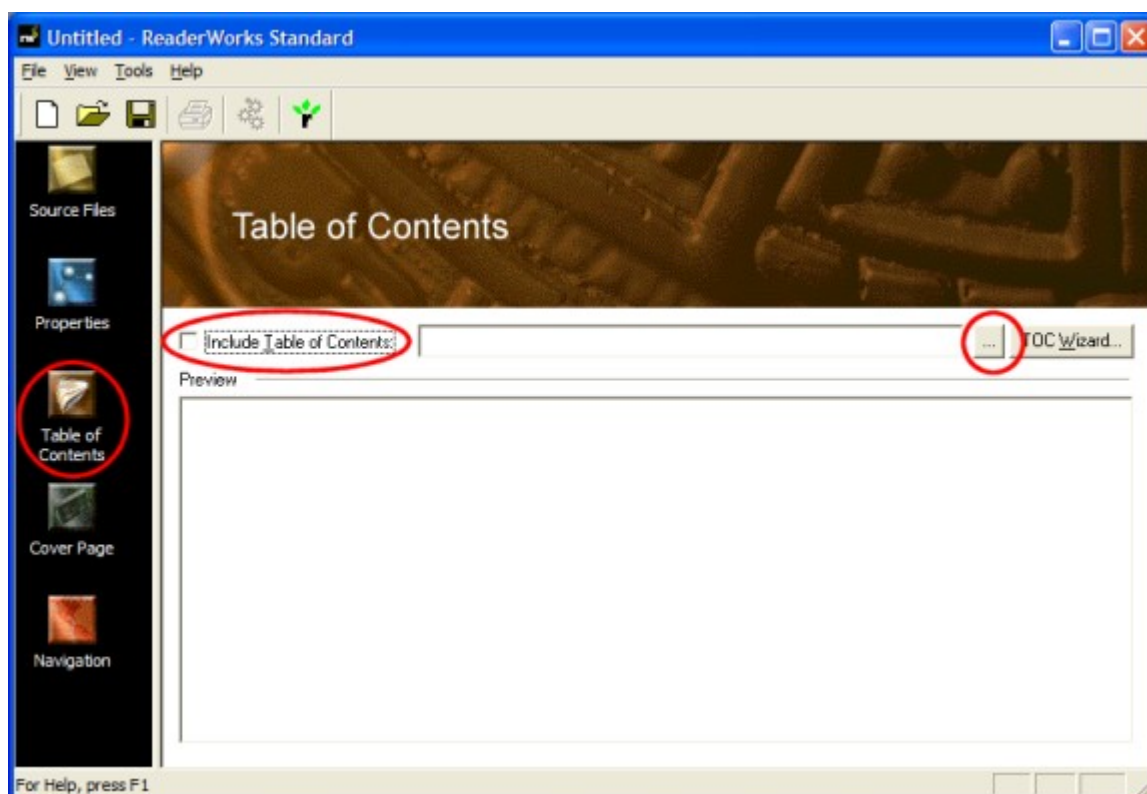 Untitled - ReaderWorks Standard
File View Tools Help
Source Files
Properties
Table of
Contents
Cover Page
Navigation
Table of Contents
Include Table of Contents:
...
TOC Wizard...
Preview
For Help, press F1